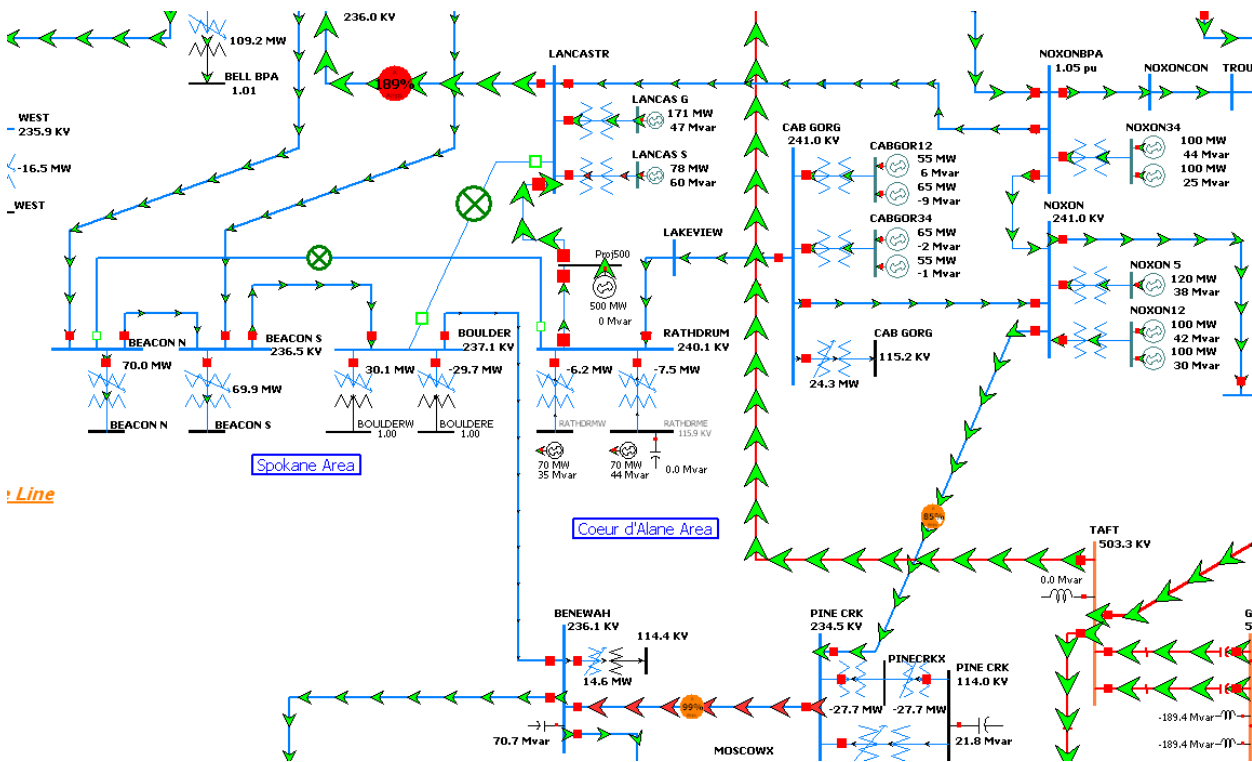 236.0 KV
109.2 MW
BELL BPA
1.01
189%
LANCASTR
NOXONBPA
1.05 pu
NOXONCON
TROU
WEST
235.9 KV
-16.5 MW
WEST
LANCAS G
171 MW
47 Mvar
LANCAS S
78 MW
60 Mvar
CAB GORG
241.0 KV
CABGOR12
55 MW
6 Mvar
65 MW
-9 Mvar
CABGOR34
65 MW
-2 Mvar
55 MW
-1 Mvar
NOXON34
100 MW
44 Mvar
100 MW
25 Mvar
NOXON
241.0 KV
LAKEVIEW
Proj500
500 MW
0 Mvar
NOXON 5
120 MW
38 Mvar
NOXON12
100 MW
42 Mvar
100 MW
30 Mvar
BEACON N
70.0 MW
BEACON S
236.5 KV
69.9 MW
BOULDER
237.1 KV
30.1 MW
-29.7 MW
RATHDRUM
240.1 KV
-6.2 MW
-7.5 MW
CAB GORG
115.2 KV
24.3 MW
BEACON N
BEACON S
BOULDERW
1.00
BOULDERE
1.00
RATHDRMW
RATHDRME
115.9 KV
70 MW
35 Mvar
70 MW
44 Mvar
0.0 Mvar
Spokane Area
Line
Coeur d'Alane Area
85%
TAFT
503.3 KV
0.0 Mvar
BENEWAH
236.1 KV
114.4 KV
14.6 MW
PINE CRK
234.5 KV
PINECRKX
PINE CRK
114.0 KV
-27.7 MW
-27.7 MW
99%
70.7 Mvar
MOSCOWX
21.8 Mvar
G
5
-189.4 Mvar
-189.4 Mvar